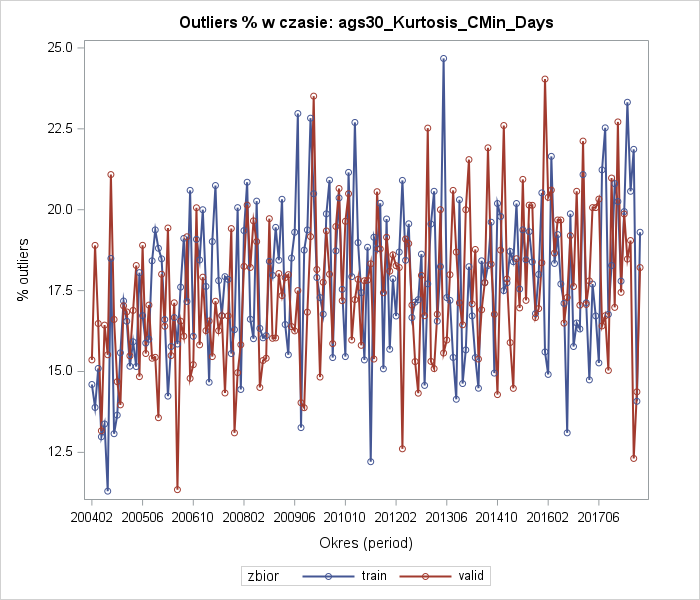 Outliers % w czasie: ags30_Kurtosis_CMin_Days
25.0
22.5
20.0
17.5
15.0
12.5
% outliers
200402 200506 200610 200802 200906 201010 201202 201306 201410 201602 201706
Okres (period)
zbior train valid